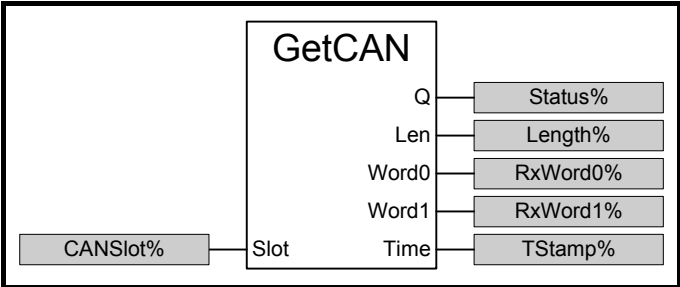 GetCAN
Q Status%
Len Length%
Word0 RxWord0%
Word1 RxWord1%
CANSlot% Slot Time TStamp%